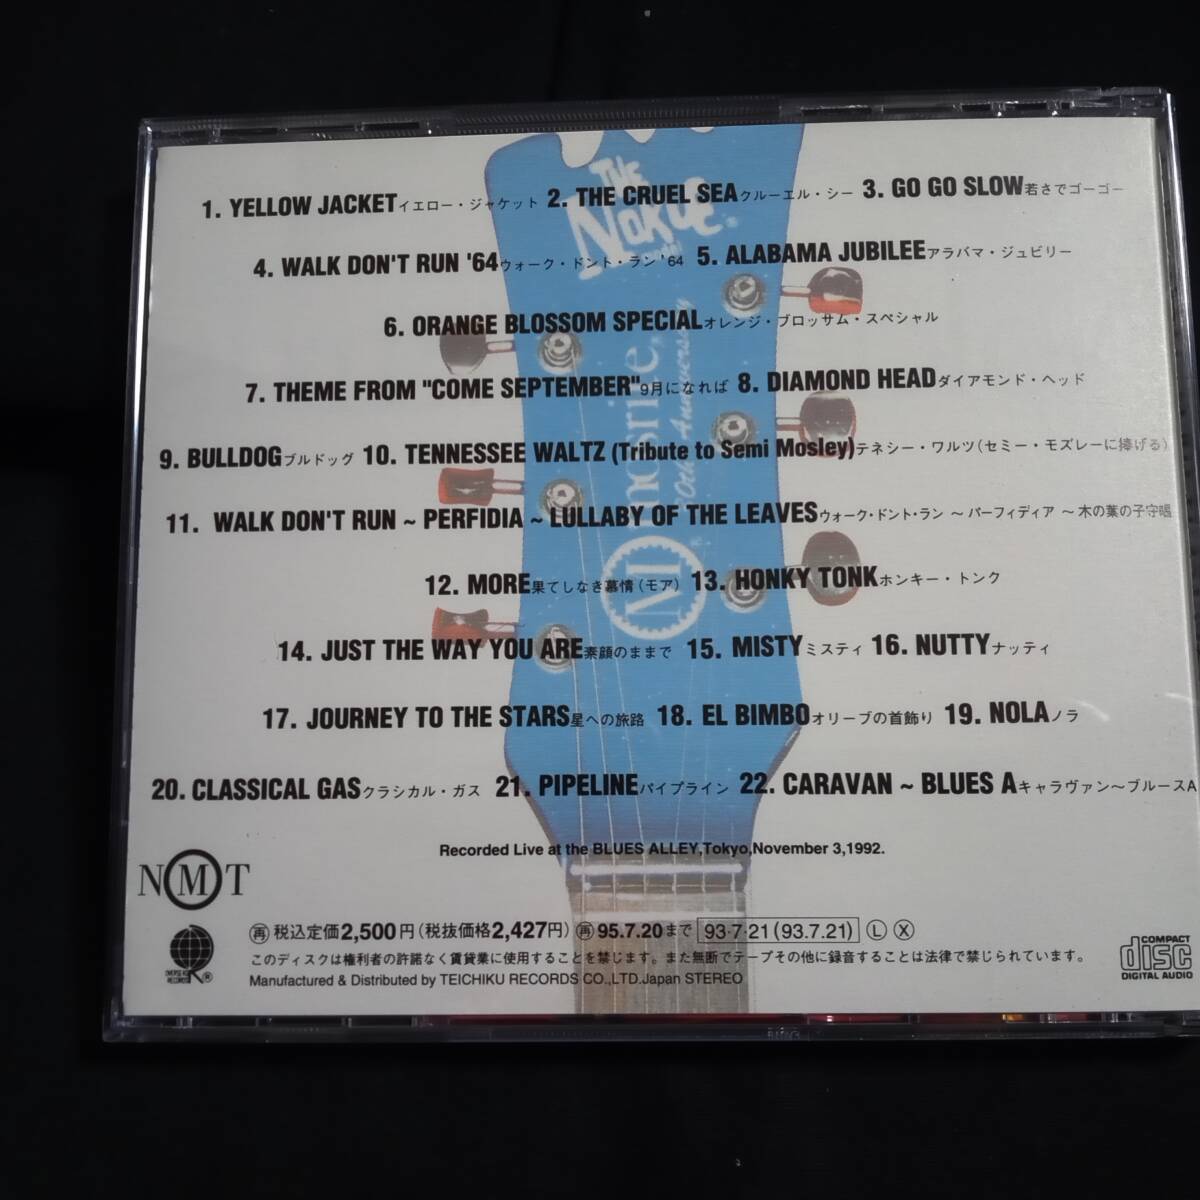 THE
NOKIE
1. YELLOW JACKETイエロー・ジャケット 2. THE CRUEL SEAクルーエル・シー 3. GO GO SLOW若さでゴーゴー
4. WALK DON'T RUN '64ウォーク・ドント・ラン '64 5. ALABAMA JUBILEEアラバマ・ジュビリー
6. ORANGE BLOSSOM SPECIALオレンジ・ブロッサム・スペシャル
7. THEME FROM "COME SEPTEMBER"9月になれば 8. DIAMOND HEADダイアモンド・ヘッド
9. BULLDOGブルドッグ 10. TENNESSEE WALTZ (Tribute to Semi Mosley)テネシー・ワルツ(セミー・モズレーに捧げる)
11. WALK DON'T RUN ~ PERFIDIA ~ LULLABY OF THE LEAVESウォーク・ドント・ラン 〜 パーフィディア 〜 木の葉の子守唄
12. MORE果てしなき慕情(モア) 13. HONKY TONKホンキー・トンク
14. JUST THE WAY YOU ARE素顔のままで 15. MISTYミスティ 16. NUTTYナッティ
17. JOURNEY TO THE STARS星への旅路 18. EL BIMBOオリーブの首飾り 19. NOLAノラ
20. CLASSICAL GASクラシカル・ガス 21. PIPELINEパイプライン 22. CARAVAN ~ BLUES Aキャラヴァン〜ブルースA
moriteM
Anniversary
Recorded Live at the BLUES ALLEY,Tokyo,November 3,1992.
NMT
㊢税込定価2,500円(税抜価格2,427円) 再95.7.20まで 93・7・21(93.7.21) Ⓛ Ⓧ
このディスクは権利者の許諾なく賃貸業に使用することを禁じます。また無断でテープその他に録音することは法律で禁じられています。
Manufactured & Distributed by TEICHIKU RECORDS CO.,LTD.Japan STEREO
COMPACT
disc
DIGITAL AUDIO